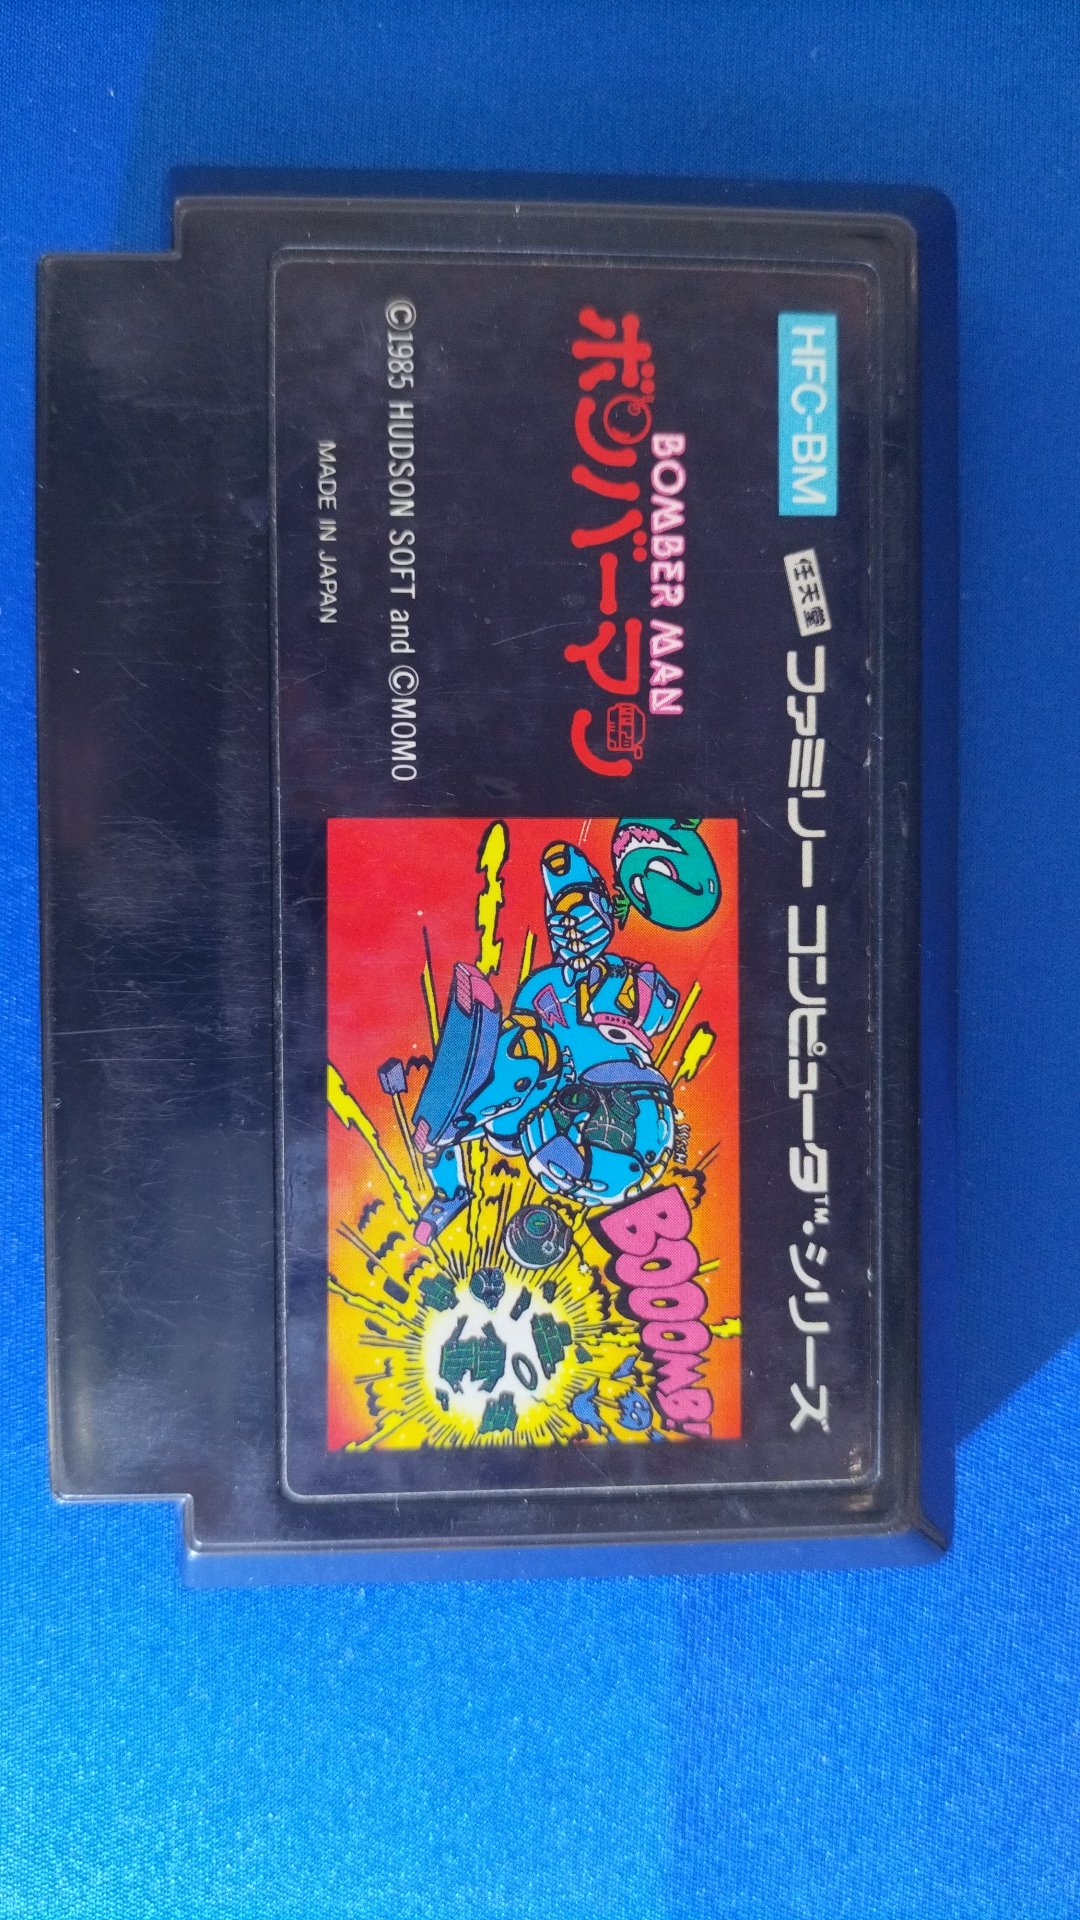 HFC-BM
任天堂 ファミリー コンピュータ™・シリーズ
BOMBER MAN
ボンバーマン
©1985 HUDSON SOFT and ©MOMO
MADE IN JAPAN
BOOOMB!